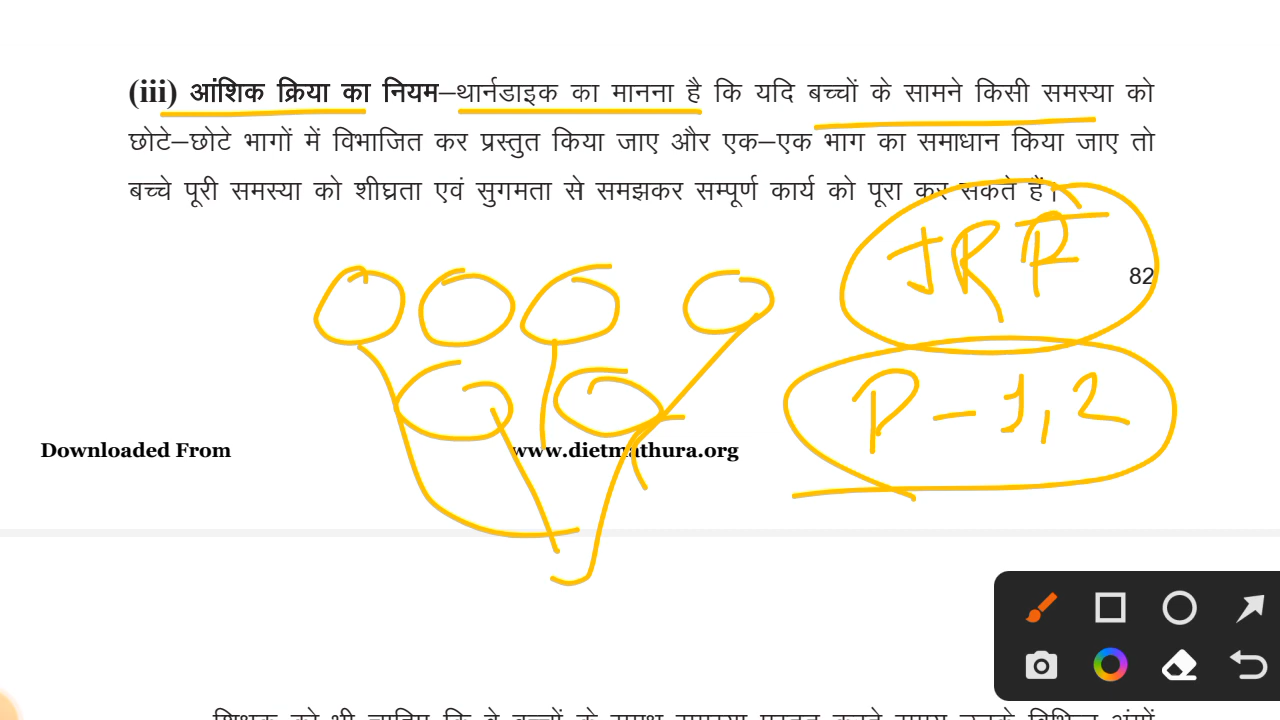 (iii) आंशिक क्रिया का नियम–थार्नडाइक का मानना है कि यदि बच्चों के सामने किसी समस्या को
छोटे–छोटे भागों में विभाजित कर प्रस्तुत किया जाए और एक–एक भाग का समाधान किया जाए तो
बच्चे पूरी समस्या को शीघ्रता एवं सुगमता से समझकर सम्पूर्ण कार्य को पूरा कर सकते हैं।
JRF
82
P-1,2
Downloaded From www.dietmathura.org